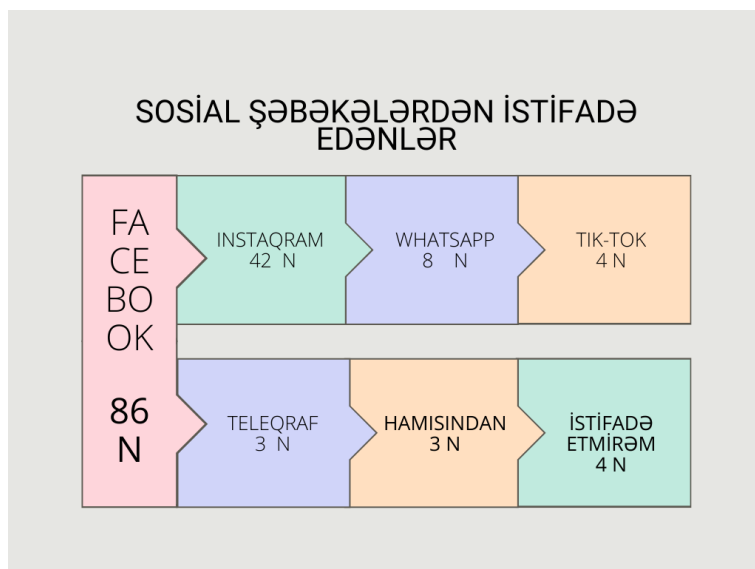 SOSİAL ŞƏBƏKƏLƏRDƏN İSTİFADƏ
EDƏNLƏR
FA
CE
BO
OK
86
N
INSTAQRAM
42 N
WHATSAPP
8 N
TIK-TOK
4 N
TELEQRAF
3 N
HAMISINDAN
3 N
İSTİFADƏ
ETMİRƏM
4 N